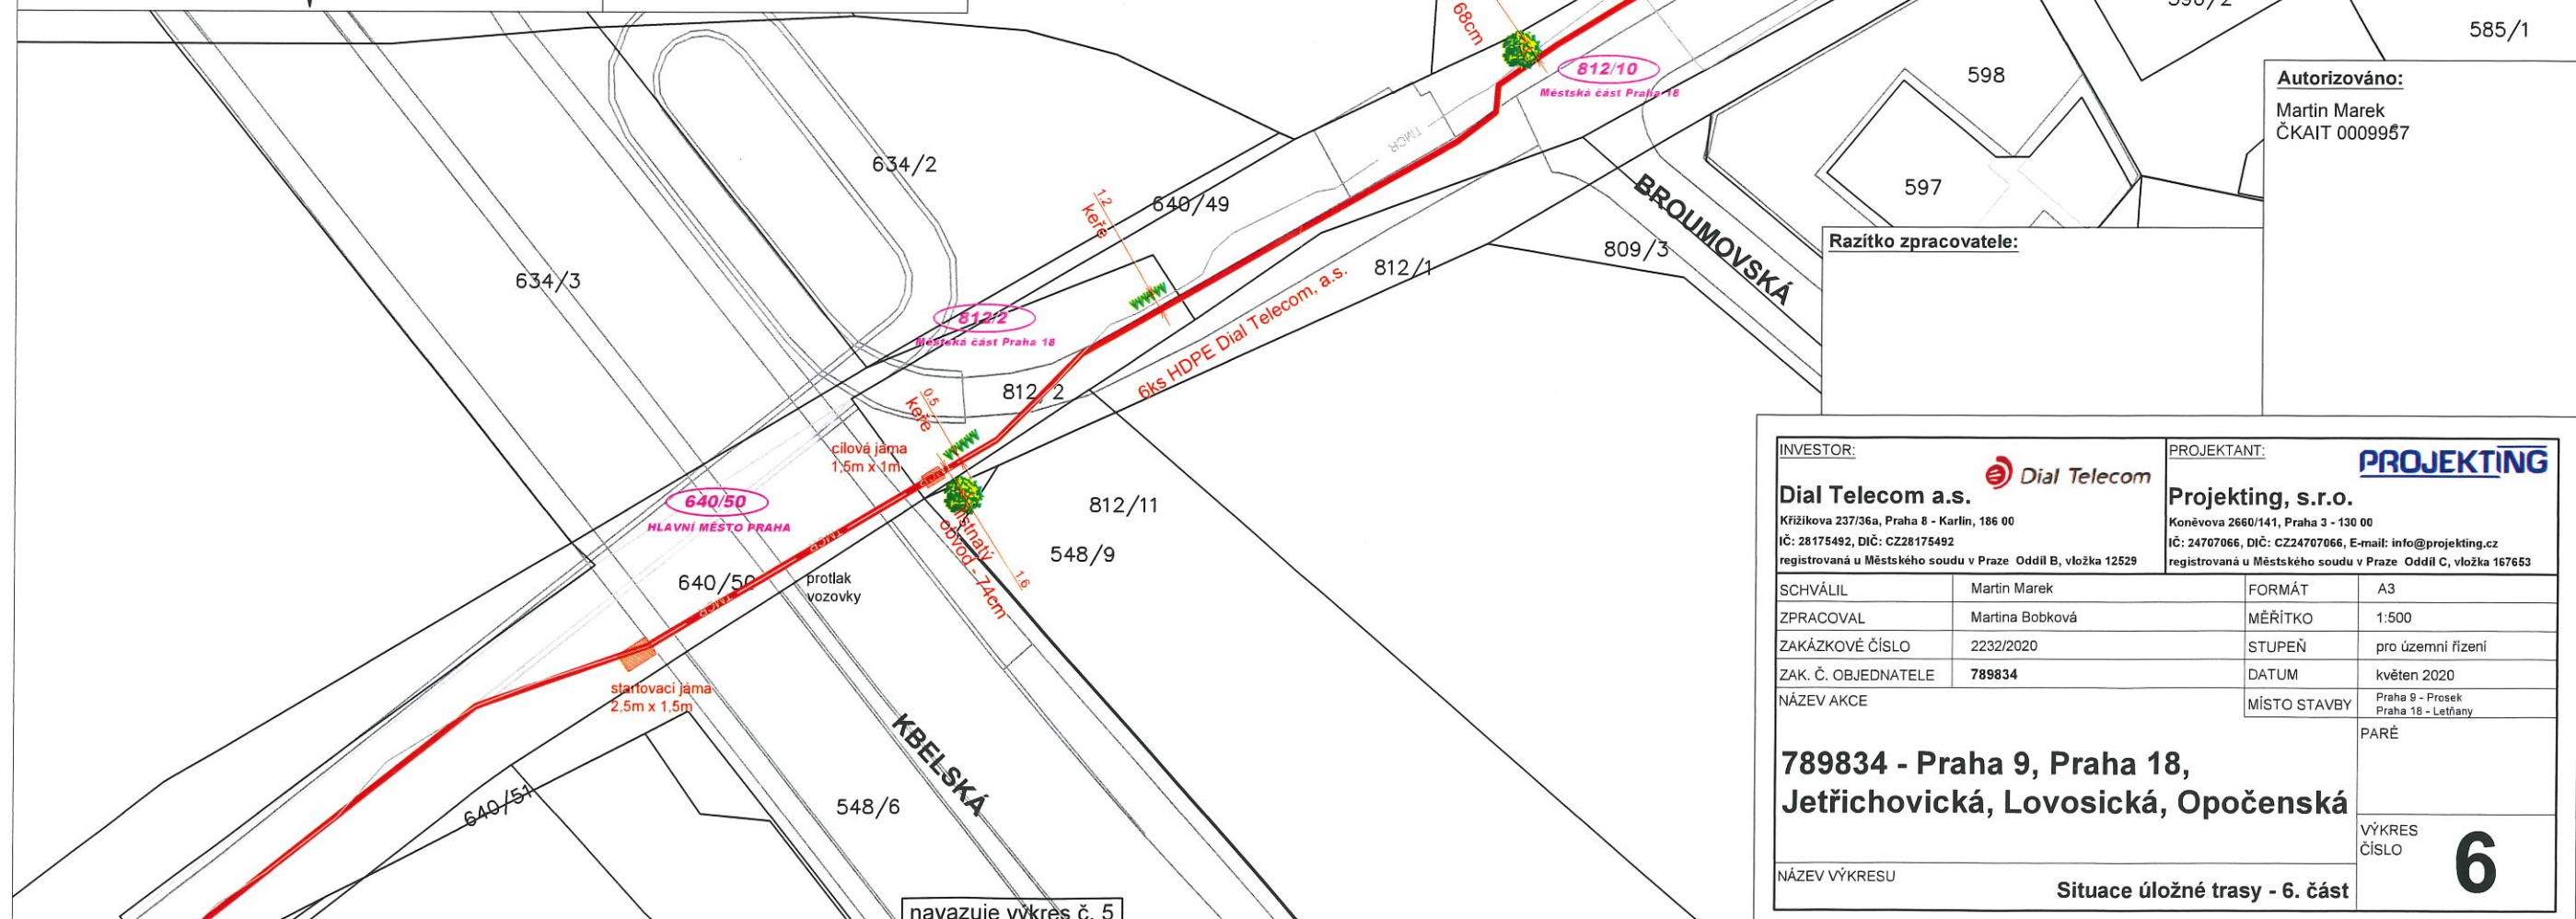 585/1
68cm
812/10
Městská část Praha 18
598
597
Autorizováno:
Martin Marek
ČKAIT 0009957
634/2
TMCR
1.2
keře
640/49
BROUMOVSKÁ
Razítko zpracovatele:
634/3
809/3
812/1
812/2
Městská část Praha 18
6ks HDPE Dial Telecom, a.s.
812/2
0.5
keře
cílová jáma
1,5m x 1m
640/50
HLAVNÍ MĚSTO PRAHA
812/11
listnatý
obvod - 74cm
1.6
548/9
TMCR
640/50
TMCR
protlak
vozovky
startovací jáma
2,5m x 1,5m
KBELSKÁ
640/51
548/6
navazuje výkres č. 5
INVESTOR:
Dial Telecom
Dial Telecom a.s.
Křižíkova 237/36a, Praha 8 - Karlín, 186 00
IČ: 28175492, DIČ: CZ28175492
registrovaná u Městského soudu v Praze Oddíl B, vložka 12529
PROJEKTANT:
PROJEKTING
Projekting, s.r.o.
Koněvova 2660/141, Praha 3 - 130 00
IČ: 24707066, DIČ: CZ24707066, E-mail: info@projekting.cz
registrovaná u Městského soudu v Praze Oddíl C, vložka 167653
SCHVÁLIL Martin Marek FORMÁT A3
ZPRACOVAL Martina Bobková MĚŘÍTKO 1:500
ZAKÁZKOVÉ ČÍSLO 2232/2020 STUPEŇ pro územní řízení
ZAK. Č. OBJEDNATELE 789834 DATUM květen 2020
NÁZEV AKCE
MÍSTO STAVBY
Praha 9 - Prosek
Praha 18 - Letňany
PARÉ
789834 - Praha 9, Praha 18,
Jetřichovická, Lovosická, Opočenská
VÝKRES
ČÍSLO
6
NÁZEV VÝKRESU
Situace úložné trasy - 6. část